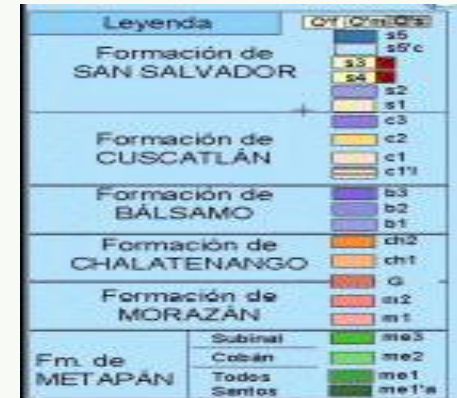 Leyenda
Q'f Q'm Q's
Formación de
SAN SALVADOR
s5
s5'c
s3
s4
s2
s1
Formación de
CUSCATLÁN
c3
c2
c1
c1'l
Formación de
BÁLSAMO
b3
b2
b1
Formación de
CHALATENANGO
ch2
ch1
G
Formación de
MORAZÁN
m2
m1
Fm. de
METAPÁN
Subinal
me3
Cobán
me2
Todos
Santos
me1
me1'a